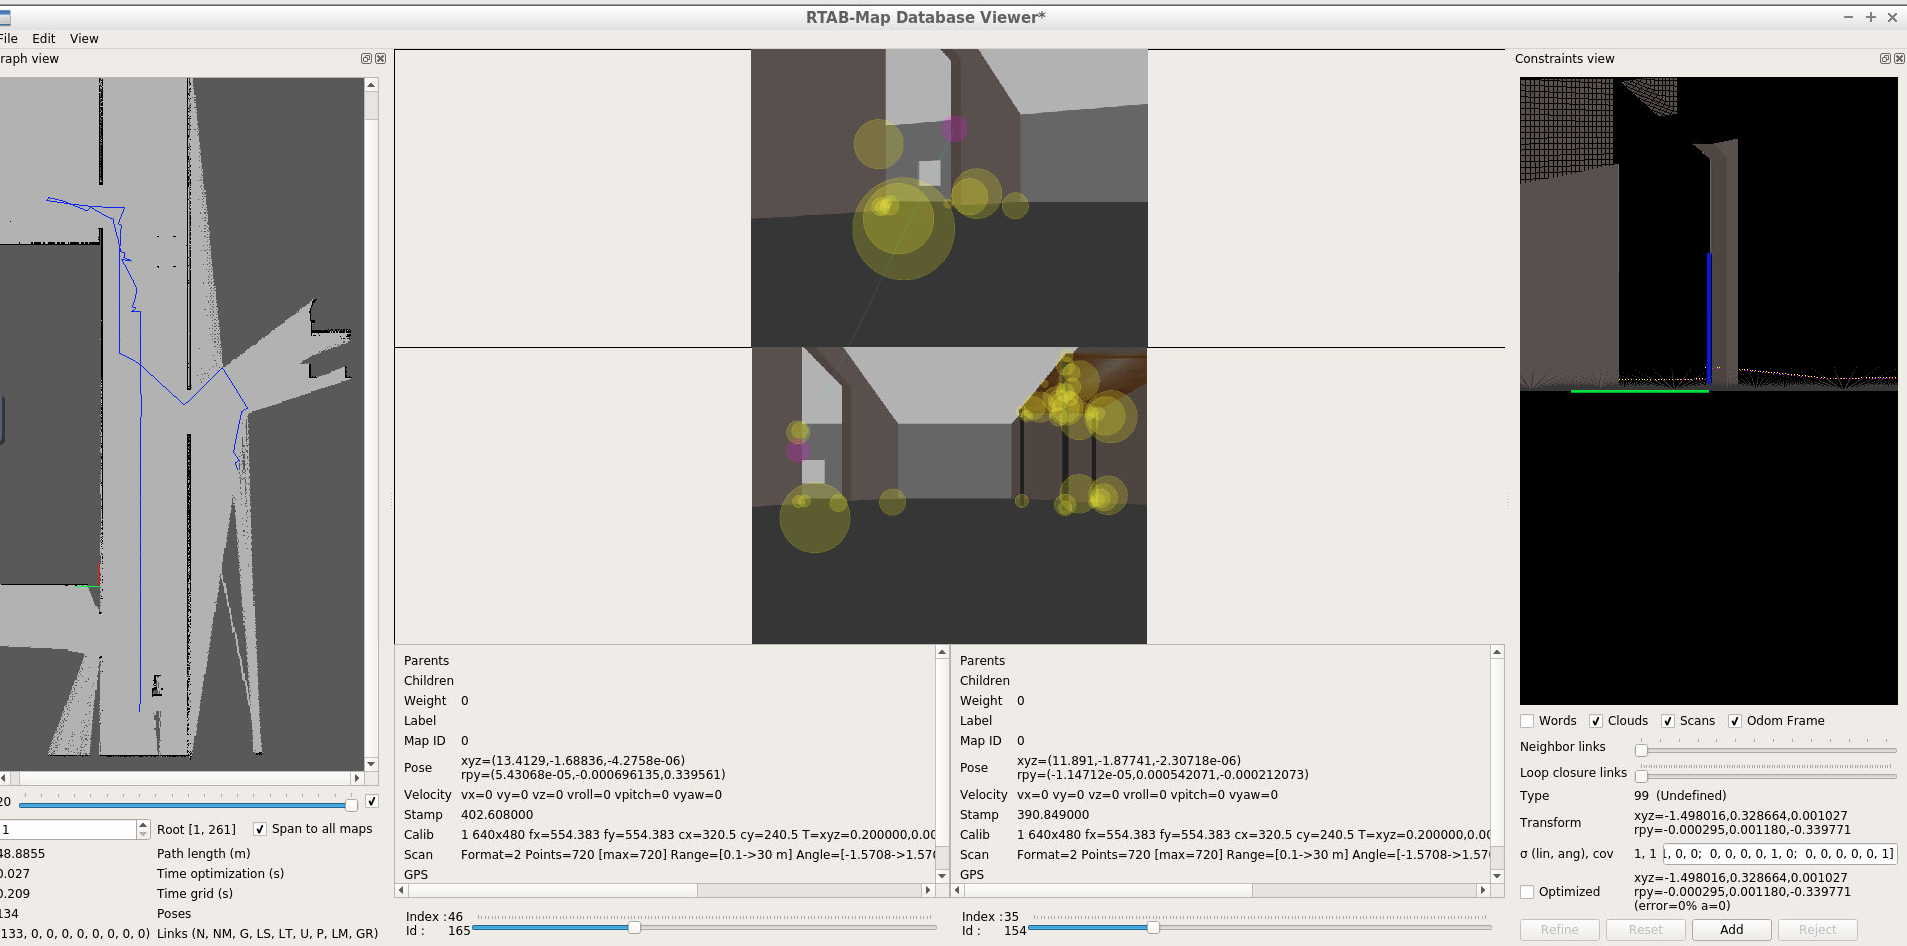 RTAB-Map Database Viewer*
File Edit View
raph view
Constraints view
Parents
Children
Weight 0
Label
Map ID 0
Pose xyz=(13.4129,-1.68836,-4.2758e-06)
rpy=(5.43068e-05,-0.000696135,0.339561)
Velocity vx=0 vy=0 vz=0 vroll=0 vpitch=0 vyaw=0
Stamp 402.608000
Calib 1 640x480 fx=554.383 fy=554.383 cx=320.5 cy=240.5 T=xyz=0.200000,0.00
Scan Format=2 Points=720 [max=720] Range=[0.1->30 m] Angle=[-1.5708->1.570
GPS
Index : 46
Id : 165
Parents
Children
Weight 0
Label
Map ID 0
Pose xyz=(11.891,-1.87741,-2.30718e-06)
rpy=(-1.14712e-05,0.000542071,-0.000212073)
Velocity vx=0 vy=0 vz=0 vroll=0 vpitch=0 vyaw=0
Stamp 390.849000
Calib 1 640x480 fx=554.383 fy=554.383 cx=320.5 cy=240.5 T=xyz=0.200000,0.00
Scan Format=2 Points=720 [max=720] Range=[0.1->30 m] Angle=[-1.5708->1.57
GPS
Index : 35
Id : 154
20
1 Root [1, 261] Span to all maps
48.8855 Path length (m)
0.027 Time optimization (s)
0.209 Time grid (s)
134 Poses
133, 0, 0, 0, 0, 0, 0, 0, 0) Links (N, NM, G, LS, LT, U, P, LM, GR)
Words Clouds Scans Odom Frame
Neighbor links
Loop closure links
Type 99 (Undefined)
Transform xyz=-1.498016,0.328664,0.001027
rpy=-0.000295,0.001180,-0.339771
σ (lin, ang), cov 1, 1 1, 0, 0; 0, 0, 0, 0, 1, 0; 0, 0, 0, 0, 0, 1]
Optimized xyz=-1.498016,0.328664,0.001027
rpy=-0.000295,0.001180,-0.339771
(error=0% a=0)
Refine Reset Add Reject